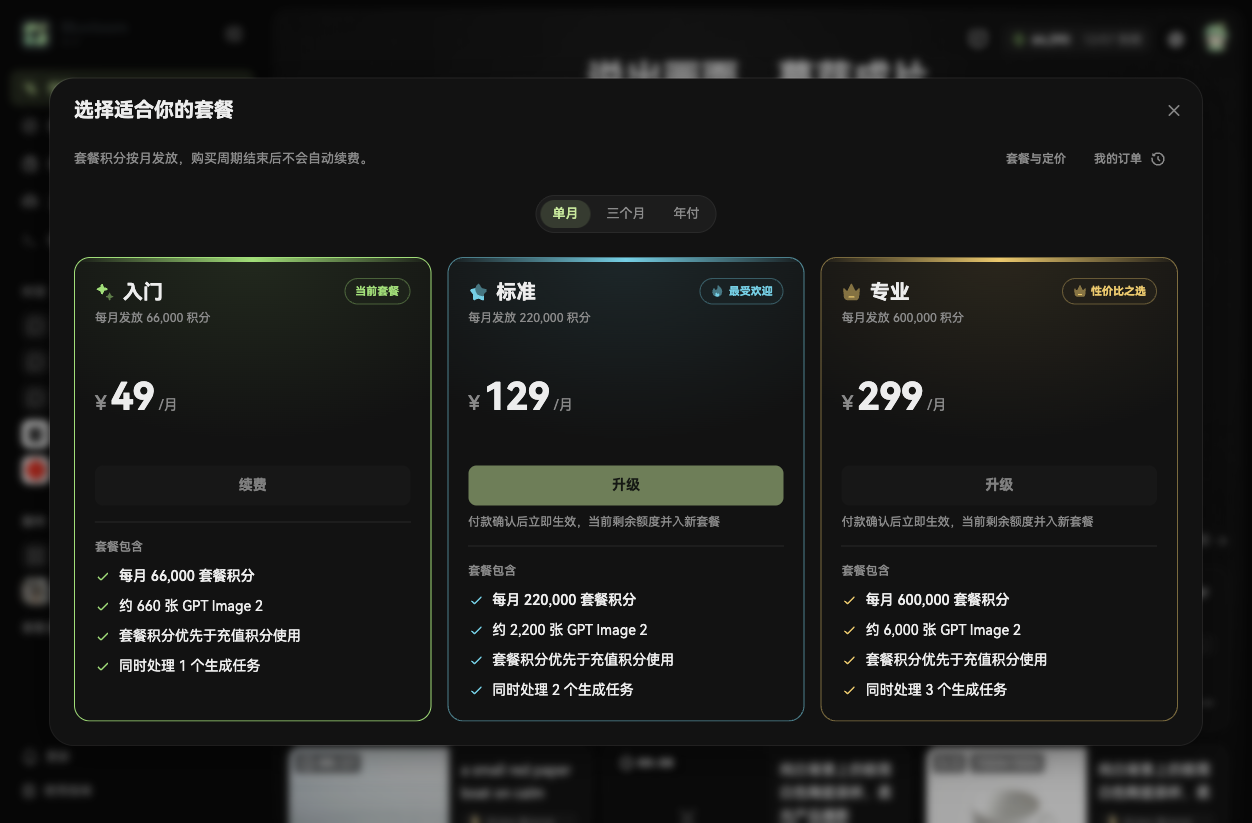 选择适合你的套餐
套餐积分按月发放，购买周期结束后不会自动续费。
套餐与定价
我的订单
单月
三个月
年付
入门
当前套餐
每月发放 66,000 积分
¥49/月
续费
套餐包含
每月 66,000 套餐积分
约 660 张 GPT Image 2
套餐积分优先于充值积分使用
同时处理 1 个生成任务
标准
最受欢迎
每月发放 220,000 积分
¥129/月
升级
付款确认后立即生效，当前剩余额度并入新套餐
套餐包含
每月 220,000 套餐积分
约 2,200 张 GPT Image 2
套餐积分优先于充值积分使用
同时处理 2 个生成任务
专业
性价比之选
每月发放 600,000 积分
¥299/月
升级
付款确认后立即生效，当前剩余额度并入新套餐
套餐包含
每月 600,000 套餐积分
约 6,000 张 GPT Image 2
套餐积分优先于充值积分使用
同时处理 3 个生成任务
a small red paper
boat on calm